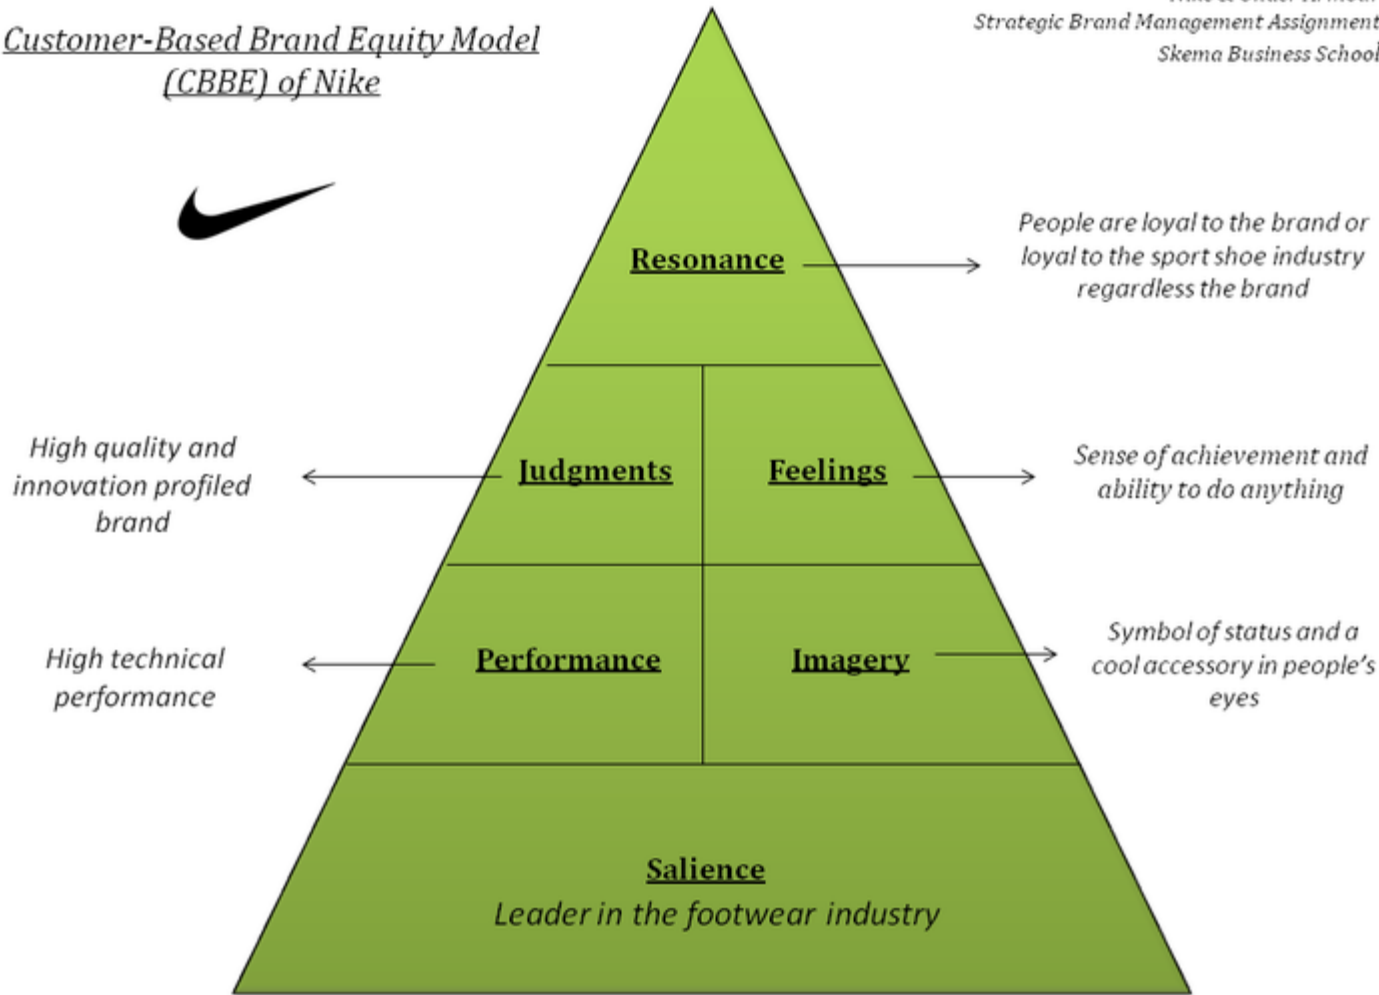 Customer-Based Brand Equity Model
(CBBE) of Nike
Strategic Brand Management Assignment
Skema Business School
Resonance
People are loyal to the brand or
loyal to the sport shoe industry
regardless the brand
High quality and
innovation profiled
brand
Judgments
Feelings
Sense of achievement and
ability to do anything
High technical
performance
Performance
Imagery
Symbol of status and a
cool accessory in people's
eyes
Salience
Leader in the footwear industry